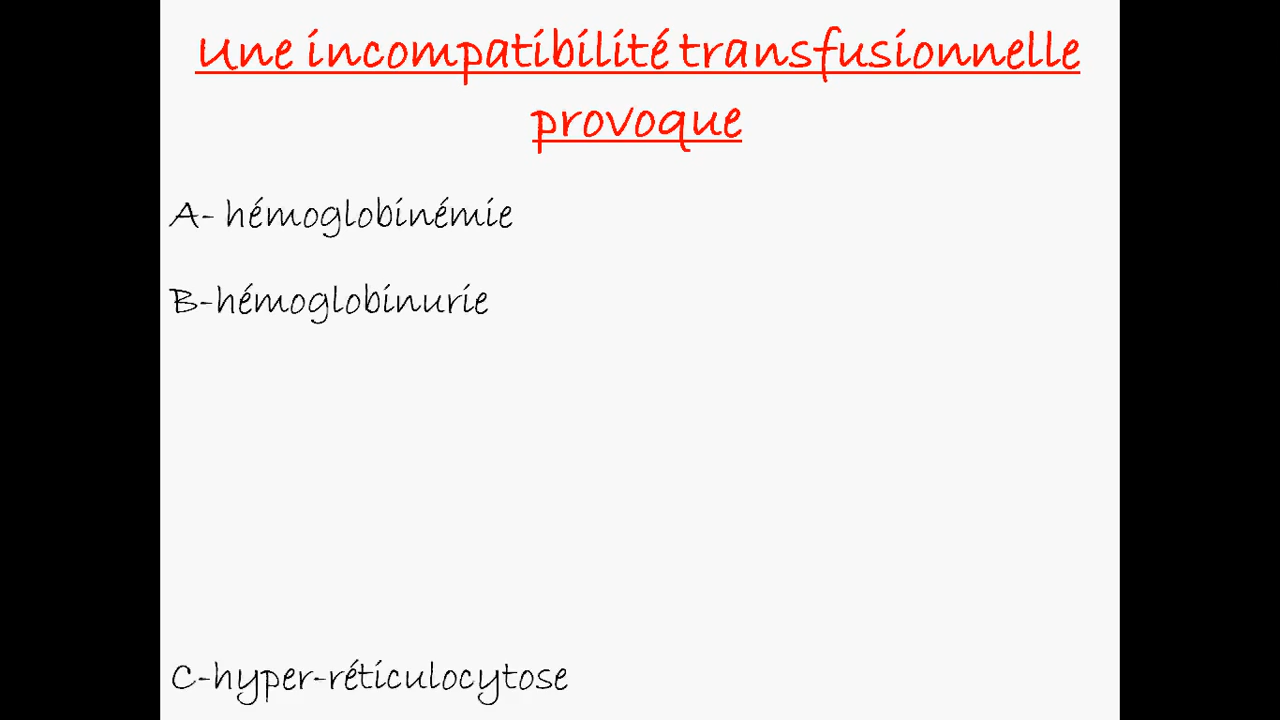 Une incompatibilité transfusionnelle
provoque
A- hémoglobinémie
B-hémoglobinurie
C-hyper-réticulocytose